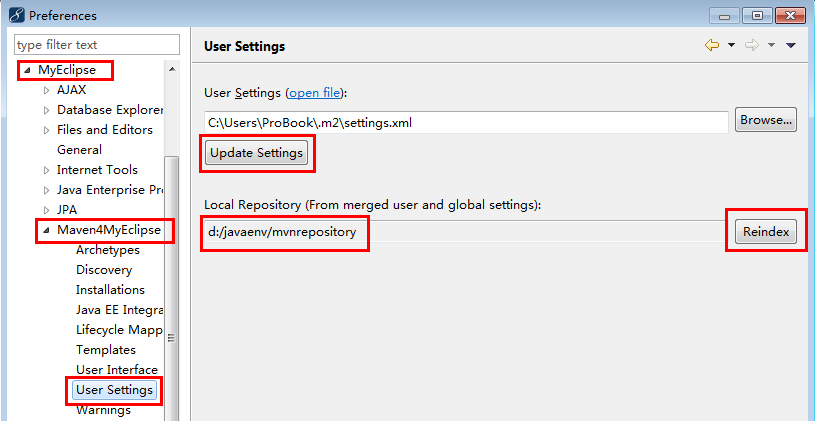 Preferences
type filter text
MyEclipse
AJAX
Database Explorer
Files and Editors
General
Internet Tools
Java Enterprise Pro
JPA
Maven4MyEclipse
Archetypes
Discovery
Installations
Java EE Integra
Lifecycle Mapp
Templates
User Interface
User Settings
Warnings
User Settings
User Settings (open file):
C:\Users\ProBook\.m2\settings.xml
Browse...
Update Settings
Local Repository (From merged user and global settings):
d:/javaenv/mvnrepository
Reindex